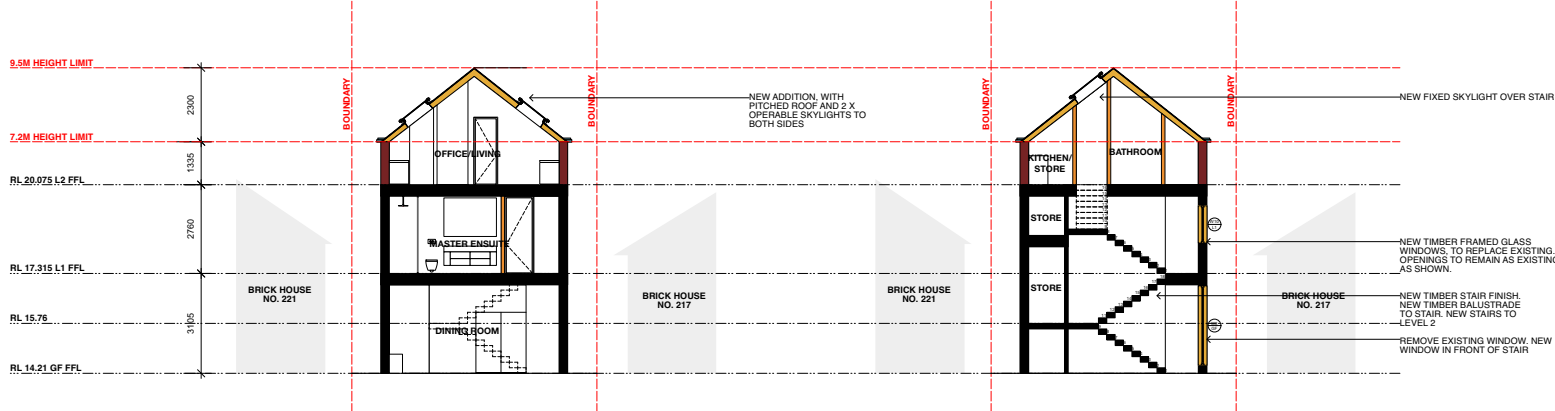 9.5M HEIGHT LIMIT
2300
7.2M HEIGHT LIMIT
1335
RL 20.075 L2 FFL
2760
RL 17.315 L1 FFL
3105
RL 15.76
RL 14.21 GF FFL
BRICK HOUSE
NO. 221
BOUNDARY
OFFICE/LIVING
MASTER ENSUITE
DINING ROOM
BOUNDARY
NEW ADDITION, WITH
PITCHED ROOF AND 2 X
OPERABLE SKYLIGHTS TO
BOTH SIDES
BRICK HOUSE
NO. 217
BRICK HOUSE
NO. 221
BOUNDARY
KITCHEN/
STORE
BATHROOM
STORE
STORE
BOUNDARY
NEW FIXED SKYLIGHT OVER STAIR
NEW TIMBER FRAMED GLASS
WINDOWS, TO REPLACE EXISTING.
OPENINGS TO REMAIN AS EXISTING
AS SHOWN.
BRICK HOUSE
NO. 217
NEW TIMBER STAIR FINISH.
NEW TIMBER BALUSTRADE
TO STAIR. NEW STAIRS TO
LEVEL 2
REMOVE EXISTING WINDOW. NEW
WINDOW IN FRONT OF STAIR